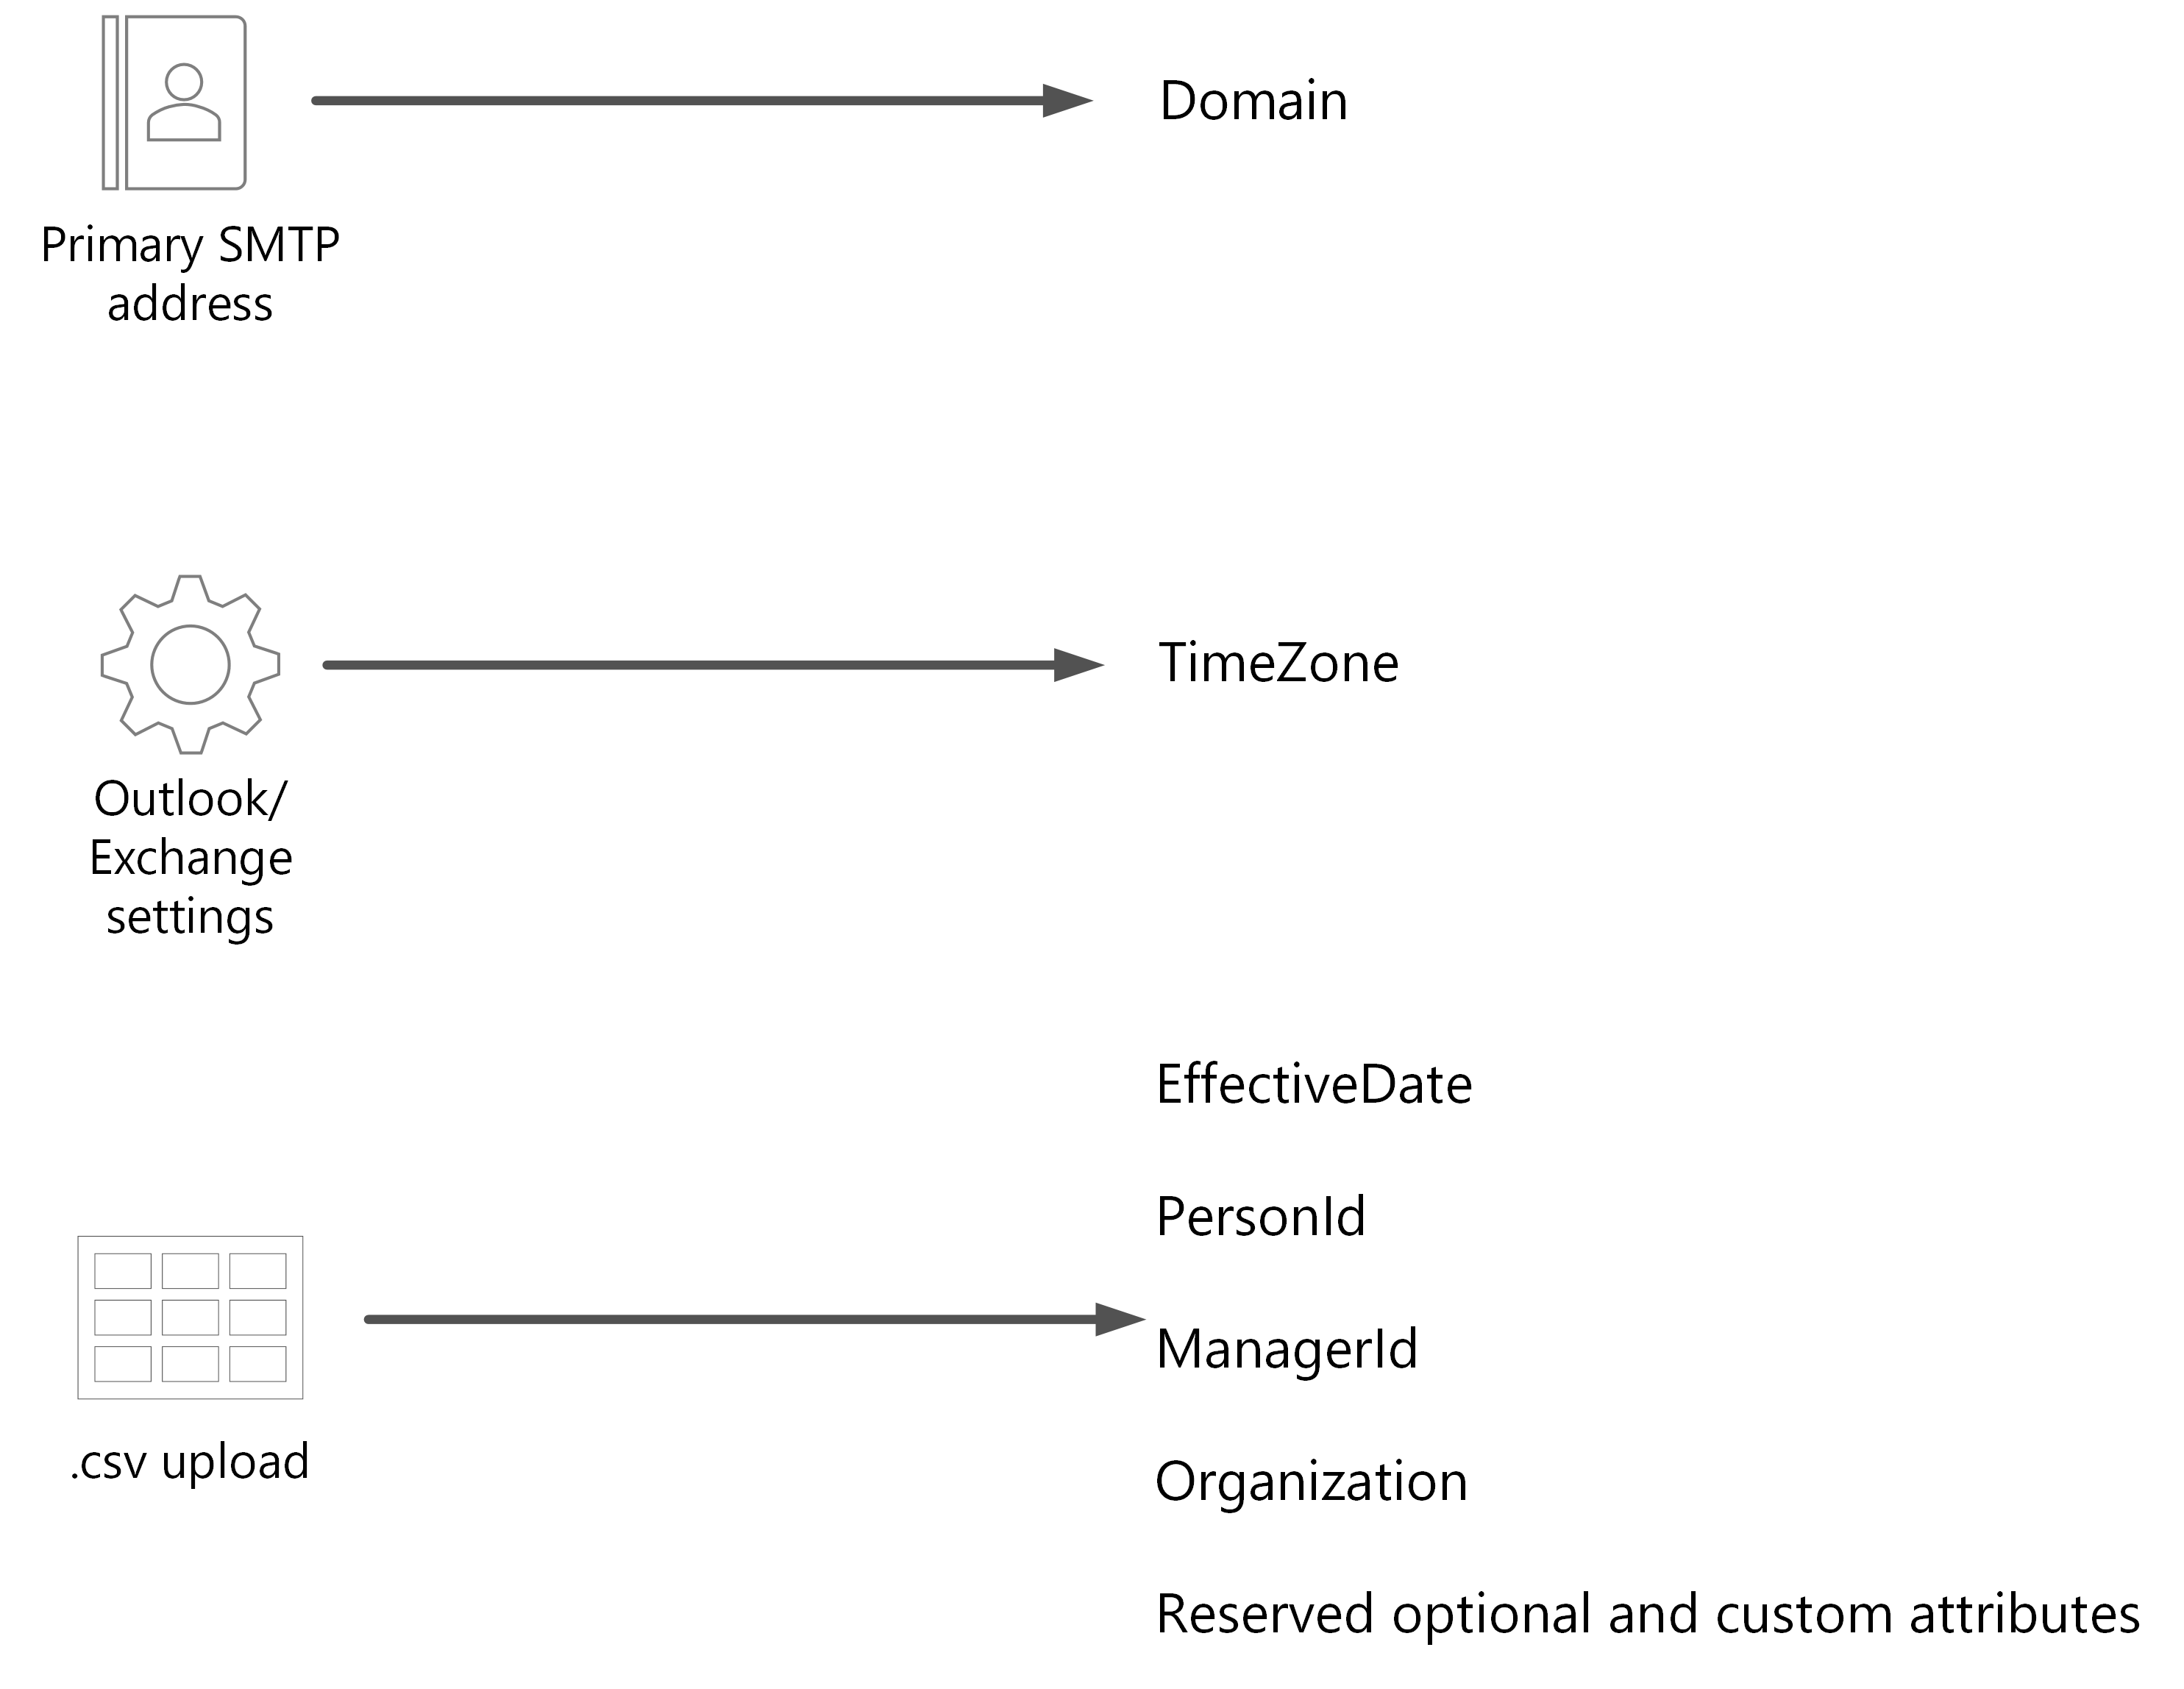 Domain
Primary SMTP
address
TimeZone
Outlook/
Exchange
settings
EffectiveDate
PersonId
ManagerId
.csv upload
Organization
Reserved optional and custom attributes